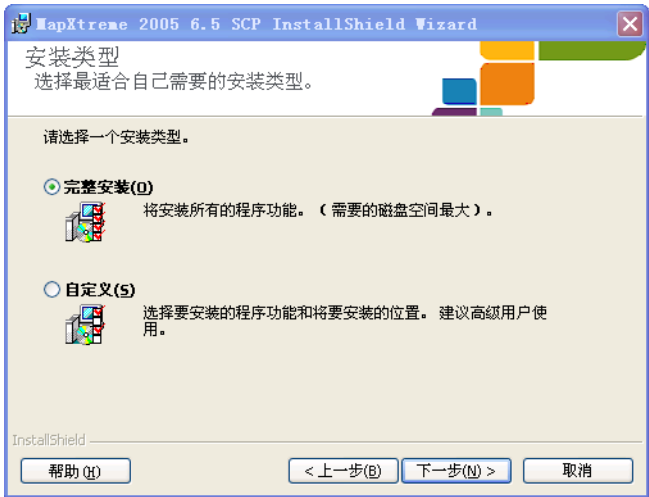 MapXtreme 2005 6.5 SCP InstallShield Wizard
安装类型
选择最适合自己需要的安装类型。
请选择一个安装类型。
完整安装(O)
将安装所有的程序功能。（需要的磁盘空间最大）。
自定义(S)
选择要安装的程序功能和将要安装的位置。 建议高级用户使
用。
InstallShield
帮助(H)
< 上一步(B)
下一步(N) >
取消